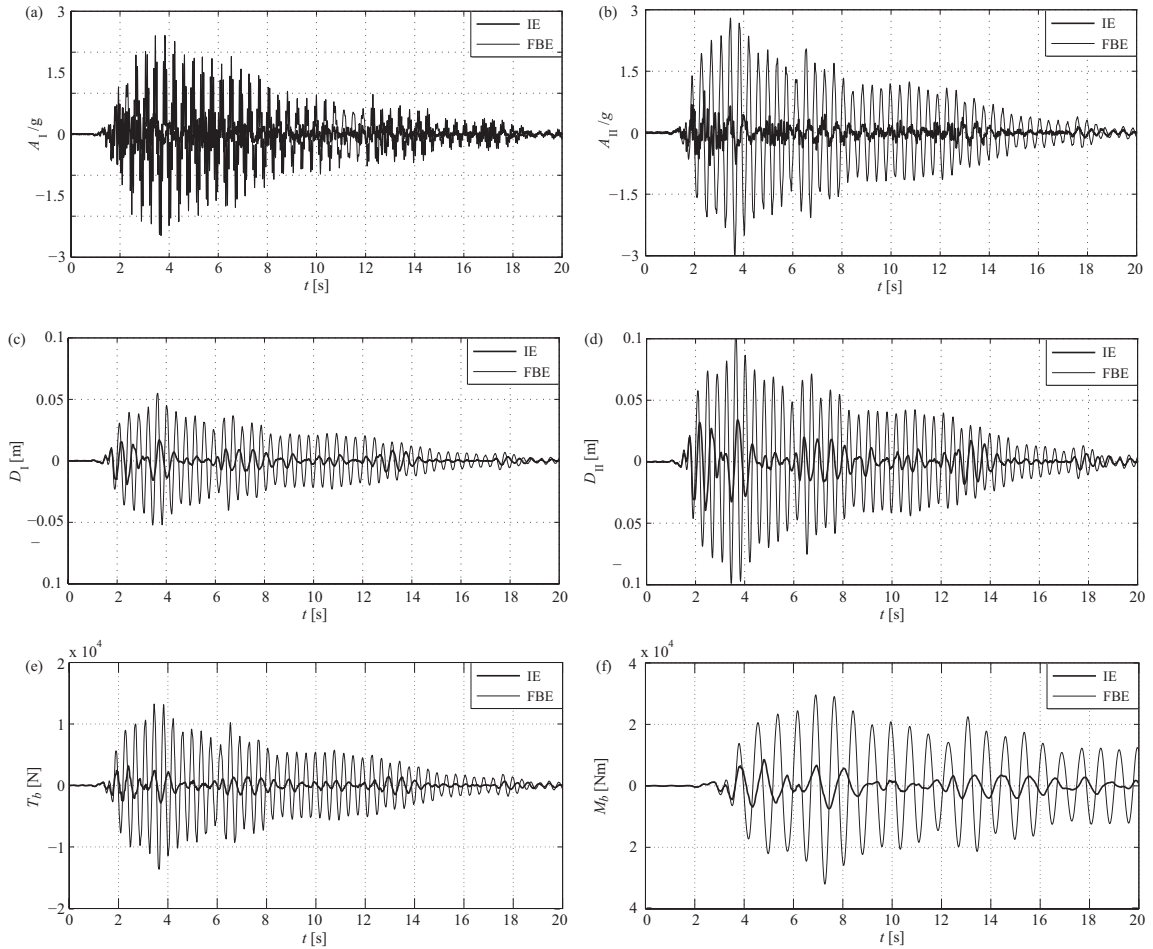 (a)
3
1.5
0
−1.5
−3
A_I /g
IE
FBE
0 2 4 6 8 10 12 14 16 18 20
t [s]
(b)
3
1.5
0
−1.5
−3
A_II /g
IE
FBE
0 2 4 6 8 10 12 14 16 18 20
t [s]
(c)
0.1
0.05
0
−0.05
−
0.1
D_I [m]
IE
FBE
0 2 4 6 8 10 12 14 16 18 20
t [s]
(d)
0.1
0.05
0
0.05
−
0.1
D_II [m]
IE
FBE
0 2 4 6 8 10 12 14 16 18 20
t [s]
(e)
x 10^4
2
1
0
−1
−2
T_b [N]
IE
FBE
0 2 4 6 8 10 12 14 16 18 20
t [s]
(f)
x 10^4
4
2
0
2
4
M_b [Nm]
IE
FBE
0 2 4 6 8 10 12 14 16 18 20
t [s]